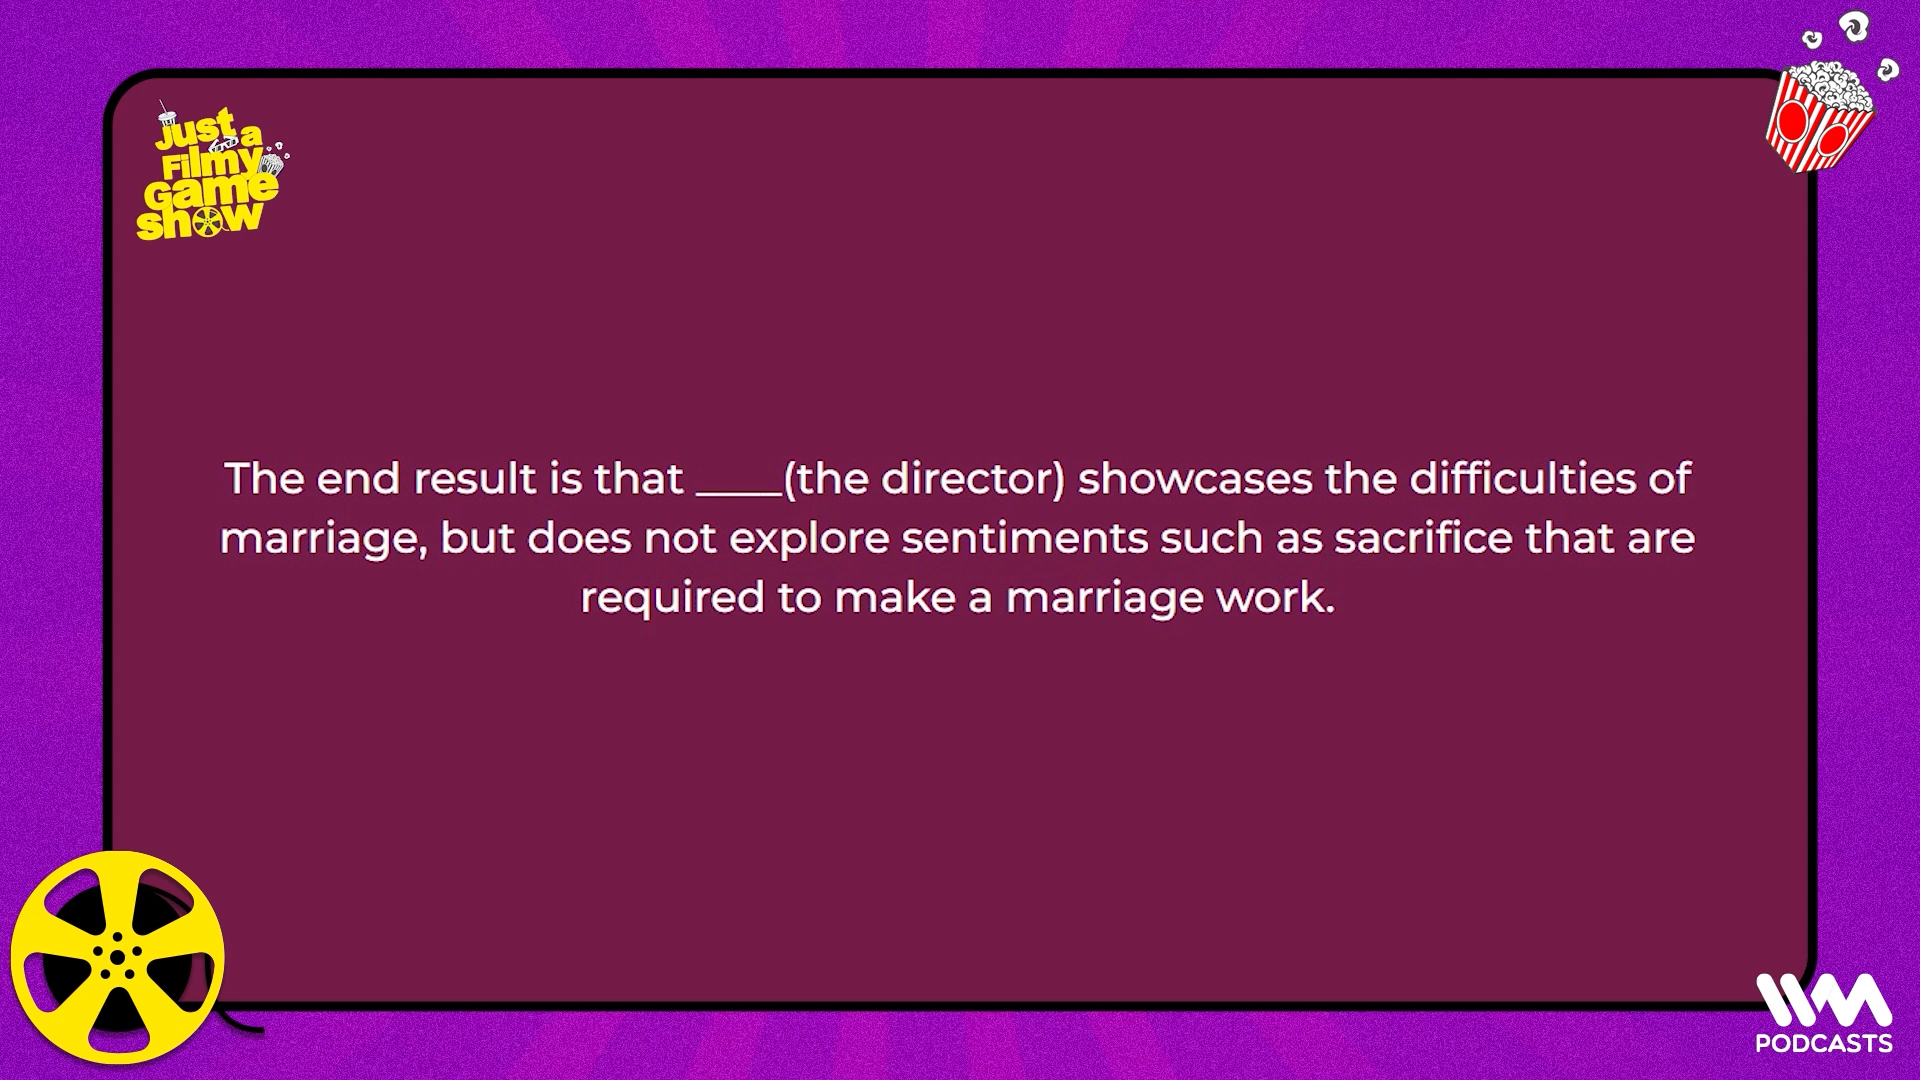 Just a
Filmy
Game
show
The end result is that ____(the director) showcases the difficulties of
marriage, but does not explore sentiments such as sacrifice that are
required to make a marriage work.
IVM
PODCASTS